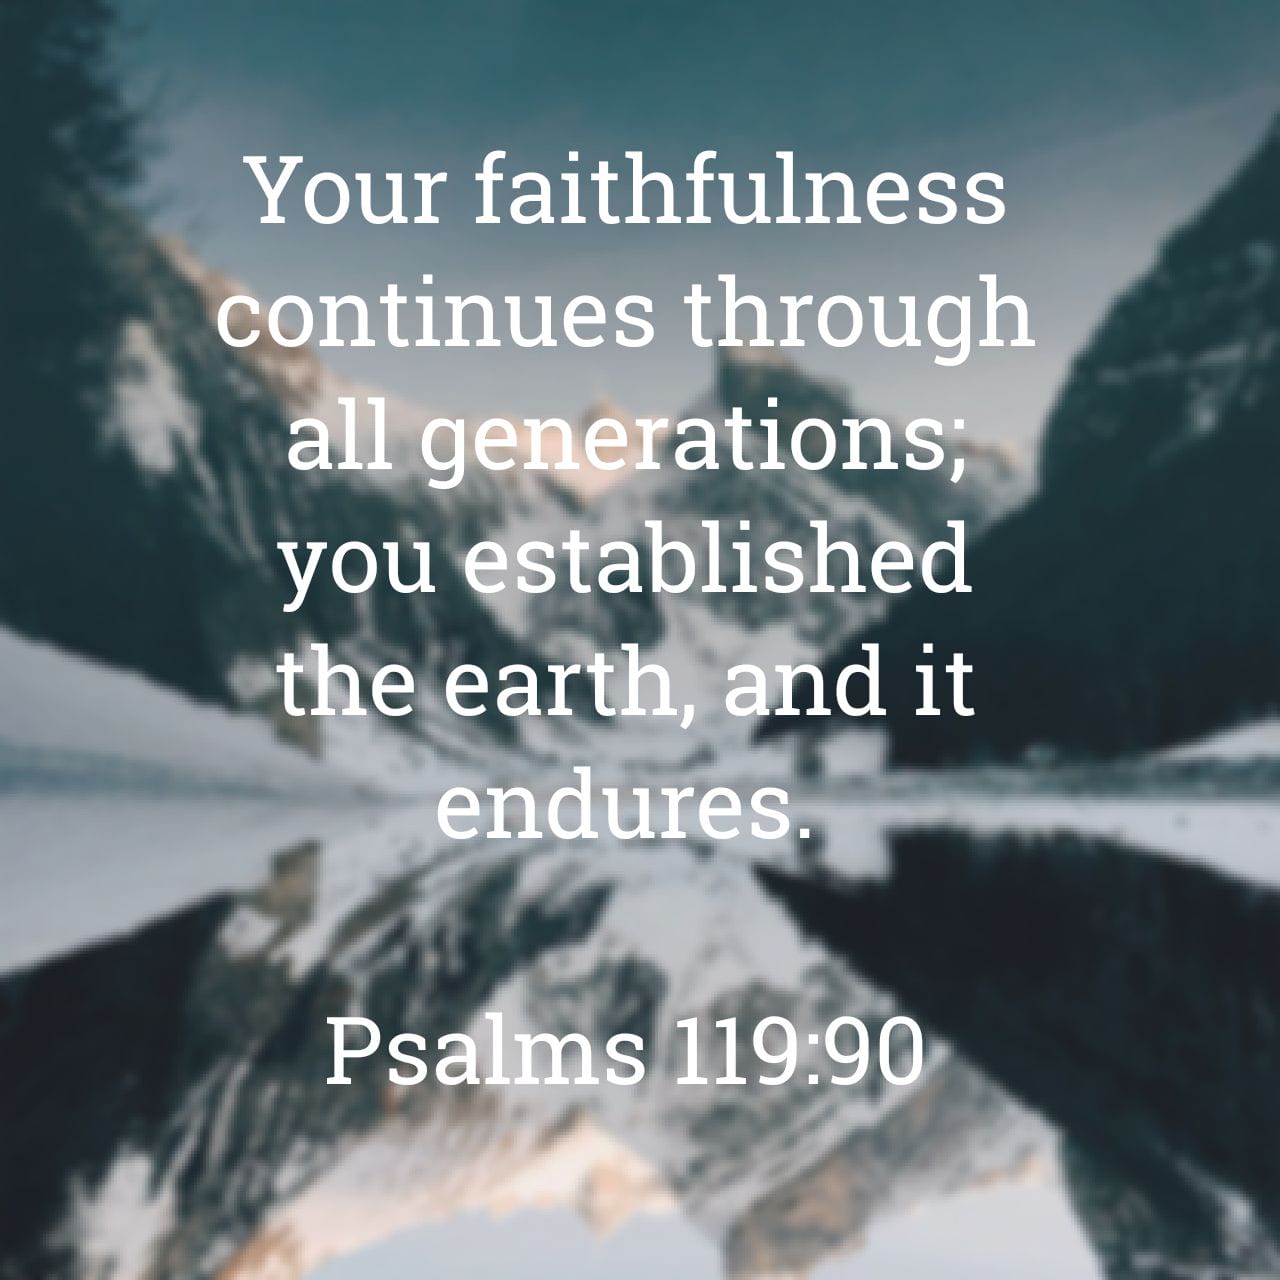 Your faithfulness
continues through
all generations;
you established
the earth, and it
endures.
Psalms 119:90